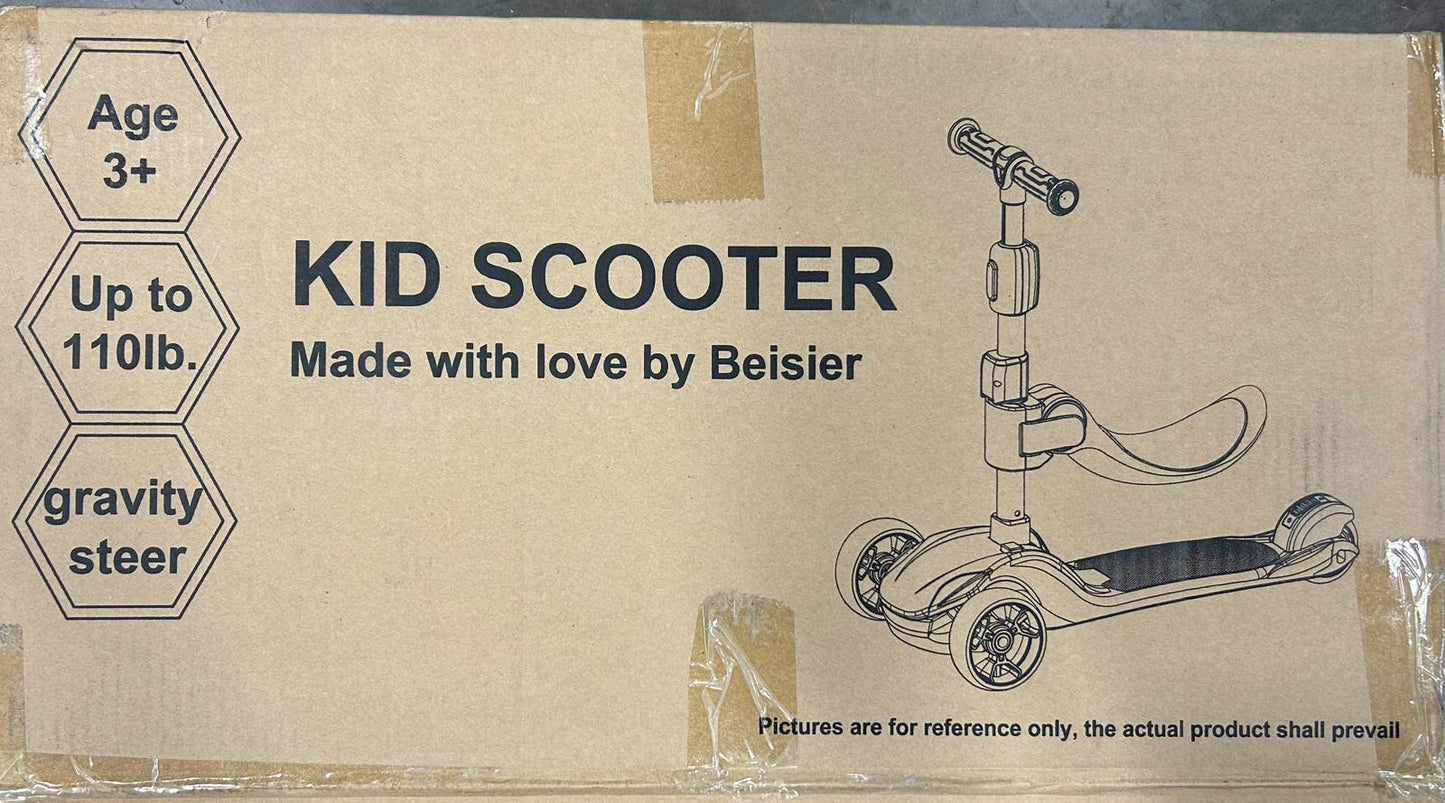 Age
3+
Up to
110lb.
gravity
steer
KID SCOOTER
Made with love by Beisier
Pictures are for reference only, the actual product shall prevail